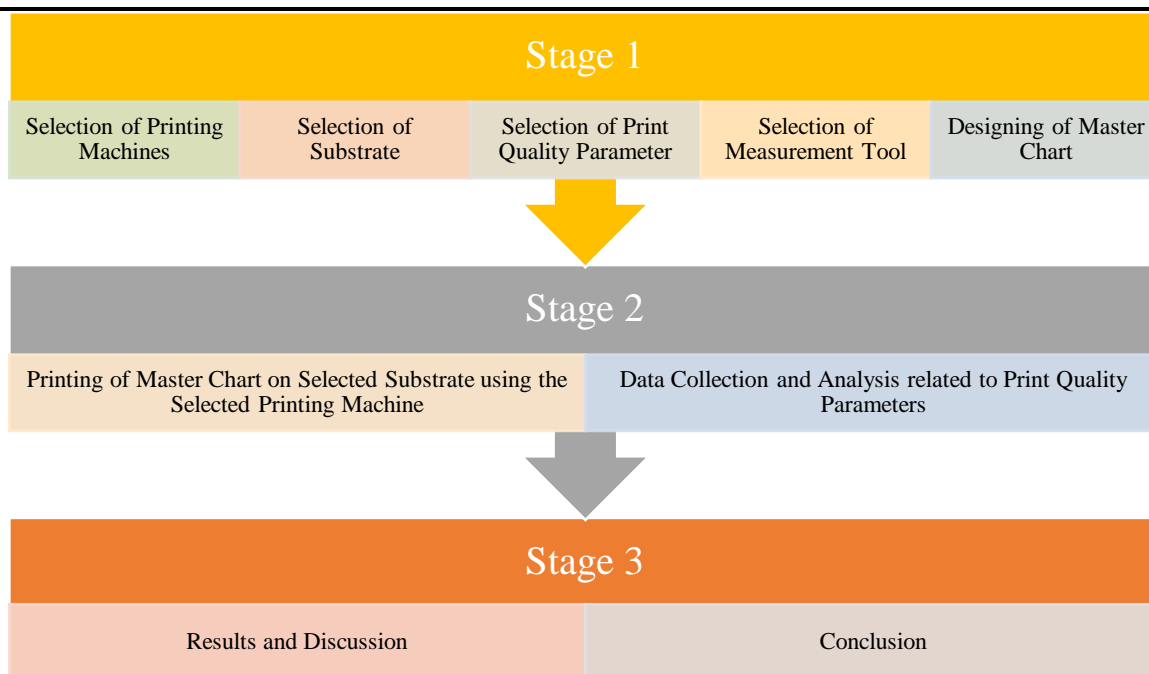 Stage 1
Selection of Printing
Machines
Selection of
Substrate
Selection of Print
Quality Parameter
Selection of
Measurement Tool
Designing of Master
Chart
Stage 2
Printing of Master Chart on Selected Substrate using the
Selected Printing Machine
Data Collection and Analysis related to Print Quality
Parameters
Stage 3
Results and Discussion
Conclusion